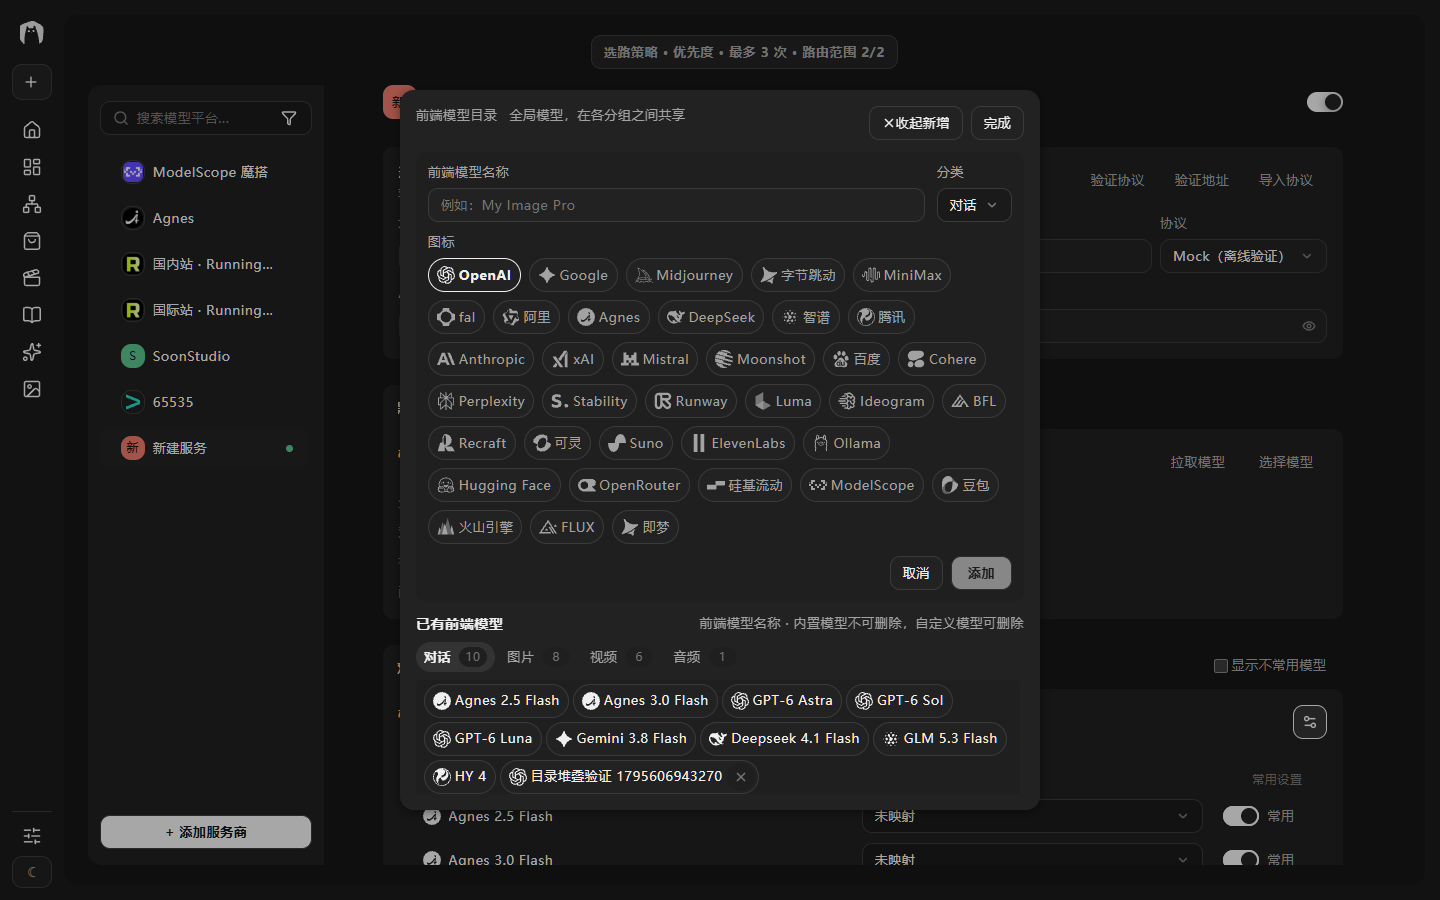 选路策略 • 优先度 • 最多 3 次 • 路由范围 2/2
搜索模型平台...
ModelScope 魔搭
Agnes
国内站 · Running...
国际站 · Running...
S SoonStudio
65535
新 新建服务
+ 添加服务商
前端模型目录 全局模型，在各分组之间共享
✕收起新增 完成
前端模型名称 分类
例如：My Image Pro 对话
图标
OpenAI Google Midjourney 字节跳动 MiniMax
fal 阿里 Agnes DeepSeek 智谱 腾讯
Anthropic xAI Mistral Moonshot 百度 Cohere
Perplexity Stability Runway Luma Ideogram BFL
Recraft 可灵 Suno ElevenLabs Ollama
Hugging Face OpenRouter 硅基流动 ModelScope 豆包
火山引擎 FLUX 即梦
取消 添加
已有前端模型 前端模型名称 · 内置模型不可删除，自定义模型可删除
对话 10 图片 8 视频 6 音频 1
Agnes 2.5 Flash Agnes 3.0 Flash GPT-6 Astra GPT-6 Sol
GPT-6 Luna Gemini 3.8 Flash Deepseek 4.1 Flash GLM 5.3 Flash
HY 4 目录堆叠验证 1795606943270
验证协议 验证地址 导入协议
协议
Mock（离线验证）
拉取模型 选择模型
显示不常用模型
常用设置
Agnes 2.5 Flash 未映射 常用
Agnes 3.0 Flash 未映射 常用